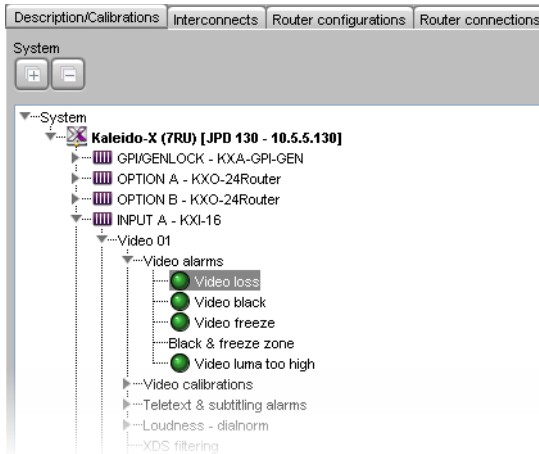 Description/Calibrations Interconnects Router configurations Router connections
System
System
Kaleido-X (7RU) [JPD 130 - 10.5.5.130]
GPI/GENLOCK - KXA-GPI-GEN
OPTION A - KXO-24Router
OPTION B - KXO-24Router
INPUT A - KXI-16
Video 01
Video alarms
Video loss
Video black
Video freeze
Black & freeze zone
Video luma too high
Video calibrations
Teletext & subtitling alarms
Loudness - dialnorm
XDS filtering